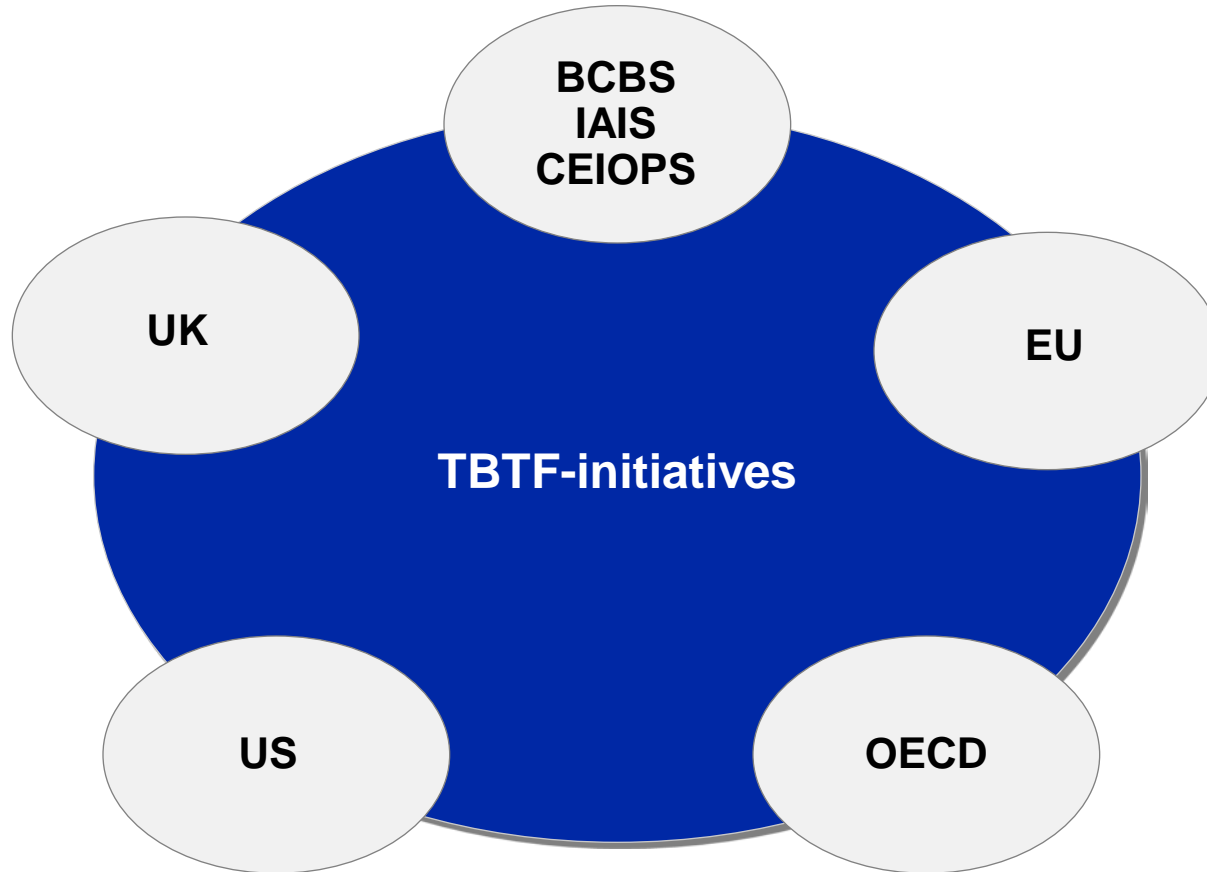 BCBS
IAIS
CEIOPS
UK
EU
TBTF-initiatives
US
OECD